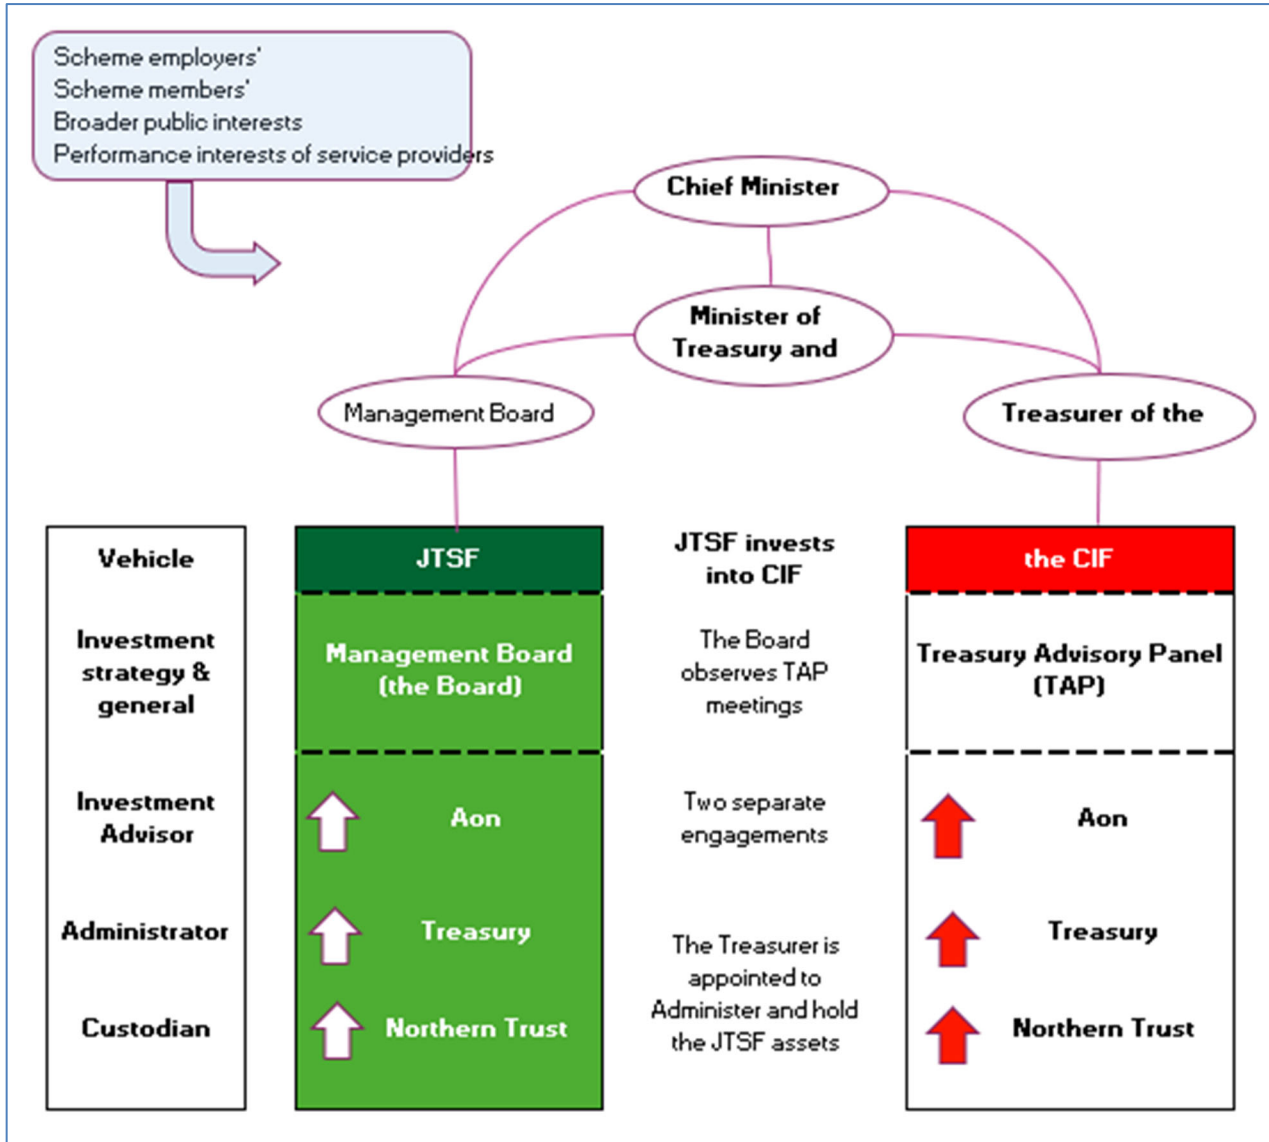 Scheme employers'
Scheme members'
Broader public interests
Performance interests of service providers
Chief Minister
Minister of
Treasury and
Management Board
Treasurer of the
Vehicle
JTSF
JTSF invests
into CIF
the CIF
Investment
strategy &
general
Management Board
(the Board)
The Board
observes TAP
meetings
Treasury Advisory Panel
(TAP)
Investment
Advisor
Aon
Two separate
engagements
Aon
Administrator
Treasury
The Treasurer is
appointed to
Administer and hold
the JTSF assets
Treasury
Custodian
Northern Trust
Northern Trust